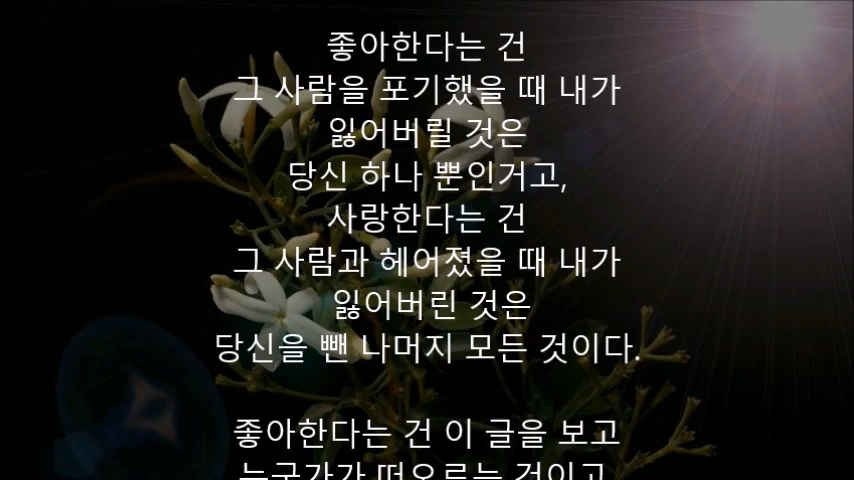 좋아한다는 건
그 사람을 포기했을 때 내가
잃어버릴 것은
당신 하나 뿐인거고,
사랑한다는 건
그 사람과 헤어졌을 때 내가
잃어버린 것은
당신을 뺀 나머지 모든 것이다.
좋아한다는 건 이 글을 보고
누군가가 떠오르는 것이고